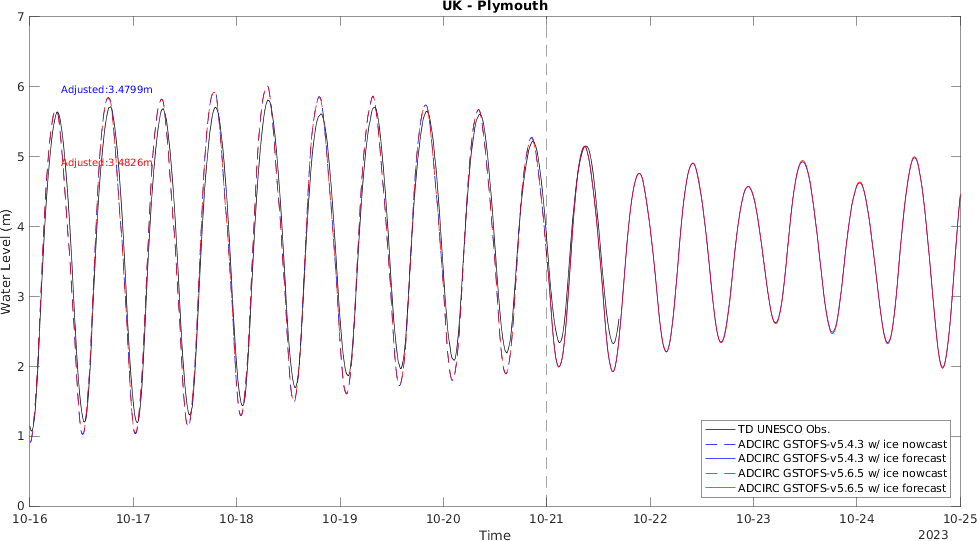 UK - Plymouth
7
6
5
4
3
2
1
0
Water Level (m)
Adjusted:3.4799m
Adjusted:3.4826m
TD UNESCO Obs.
ADCIRC GSTOFS-v5.4.3 w/ ice nowcast
ADCIRC GSTOFS-v5.4.3 w/ ice forecast
ADCIRC GSTOFS-v5.6.5 w/ ice nowcast
ADCIRC GSTOFS-v5.6.5 w/ ice forecast
10-16 10-17 10-18 10-19 10-20 10-21 10-22 10-23 10-24 10-25
Time
2023